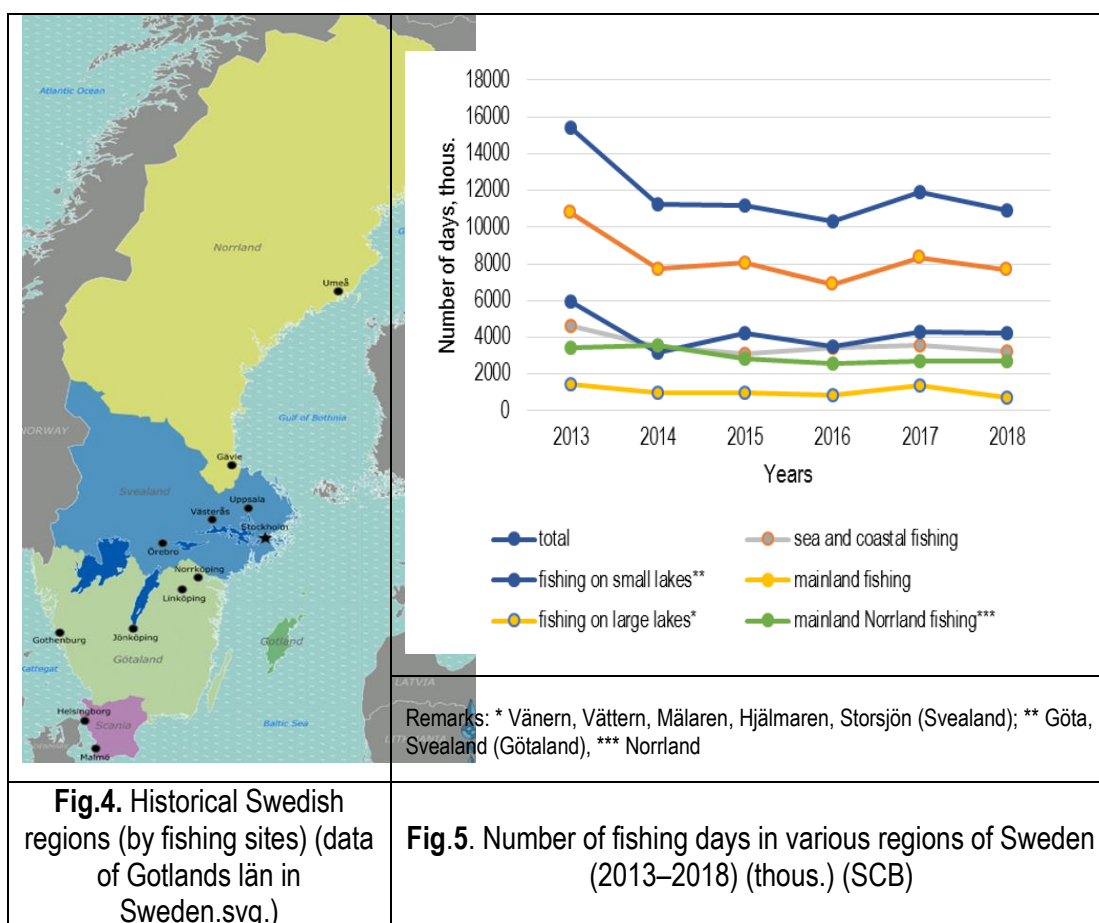 Atlantic Ocean
Norrland
Umeå
Gulf of Bothnia
NORWAY
Gävle
Svealand
Uppsala
Västerås
Stockholm
Örebro
Norrköping
Linköping
Gothenburg
Jönköping
Gotland
Götaland
Kattegat
Helsingborg
Scania
Baltic Sea
Malmö
LATVIA
LITHUANIA
Number of days, thous.
18000
16000
14000
12000
10000
8000
6000
4000
2000
0
2013 2014 2015 2016 2017 2018
Years
total sea and coastal fishing
fishing on small lakes** mainland fishing
fishing on large lakes* mainland Norrland fishing***
Remarks: * Vänern, Vättern, Mälaren, Hjälmaren, Storsjön (Svealand); ** Göta,
Svealand (Götaland), *** Norrland
Fig.4. Historical Swedish
regions (by fishing sites) (data
of Gotlands län in
Sweden.svg.)
Fig.5. Number of fishing days in various regions of Sweden
(2013–2018) (thous.) (SCB)